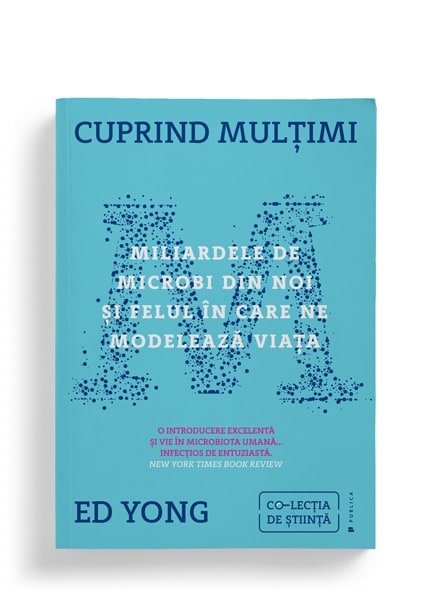 CUPRIND MULȚIMI
MILIARDELE DE
MICROBI DIN NOI
ȘI FELUL ÎN CARE NE
MODELEAZĂ VIAȚA
O INTRODUCERE EXCELENTĂ
ŞI VIE ÎN MICROBIOTA UMANĂ...
INFECȚIOS DE ENTUZIASTĂ.
NEW YORK TIMES BOOK REVIEW
ED YONG
CO–LECȚIA
DE ȘTIINȚĂ
PUBLICA